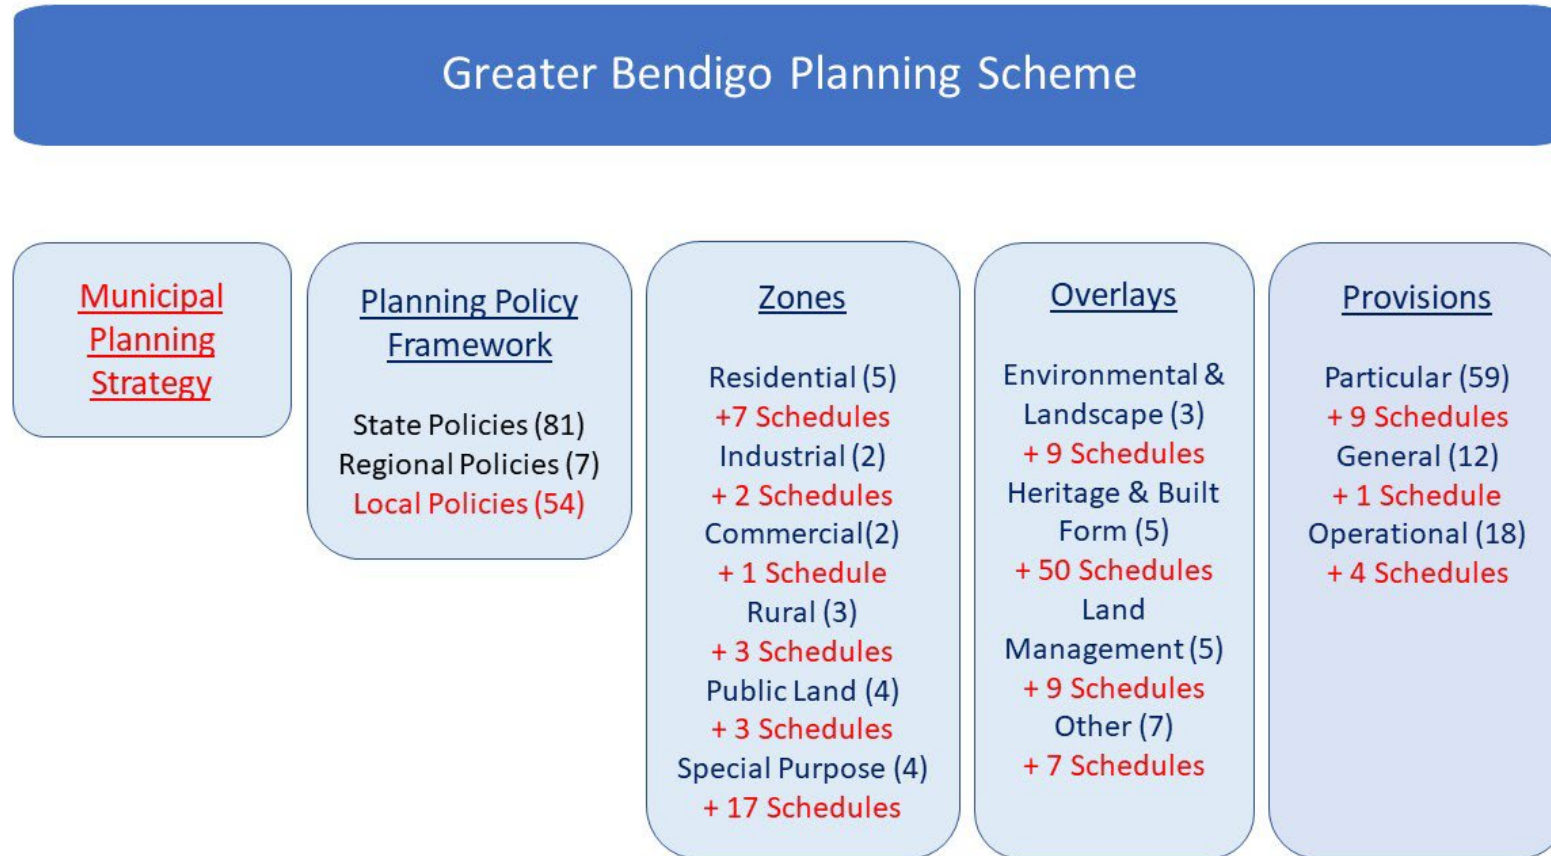 Greater Bendigo Planning Scheme
Municipal
Planning
Strategy
Planning Policy
Framework
State Policies (81)
Regional Policies (7)
Local Policies (54)
Zones
Residential (5)
+7 Schedules
Industrial (2)
+ 2 Schedules
Commercial(2)
+ 1 Schedule
Rural (3)
+ 3 Schedules
Public Land (4)
+ 3 Schedules
Special Purpose (4)
+ 17 Schedules
Overlays
Environmental &
Landscape (3)
+ 9 Schedules
Heritage & Built
Form (5)
+ 50 Schedules
Land
Management (5)
+ 9 Schedules
Other (7)
+ 7 Schedules
Provisions
Particular (59)
+ 9 Schedules
General (12)
+ 1 Schedule
Operational (18)
+ 4 Schedules